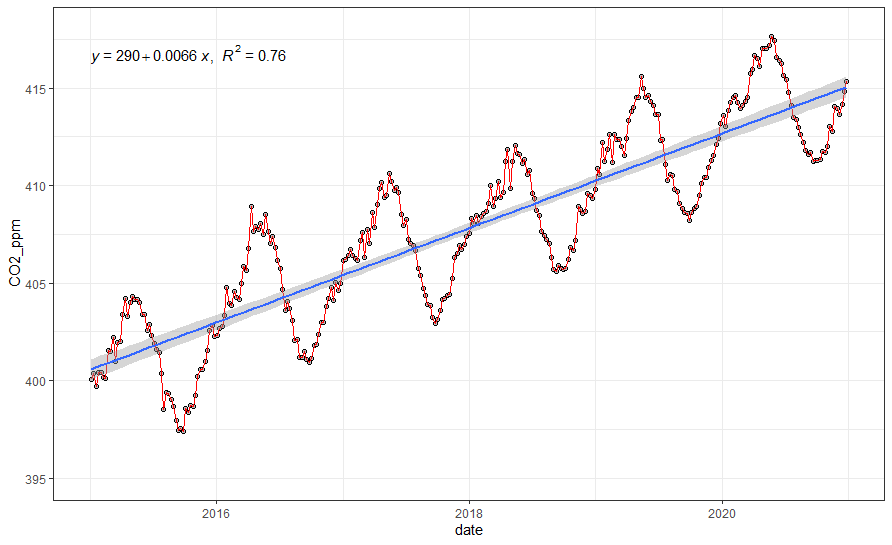 y = 290 + 0.0066 x, R² = 0.76
415
410
405
400
395
CO2_ppm
2016 2018 2020
date